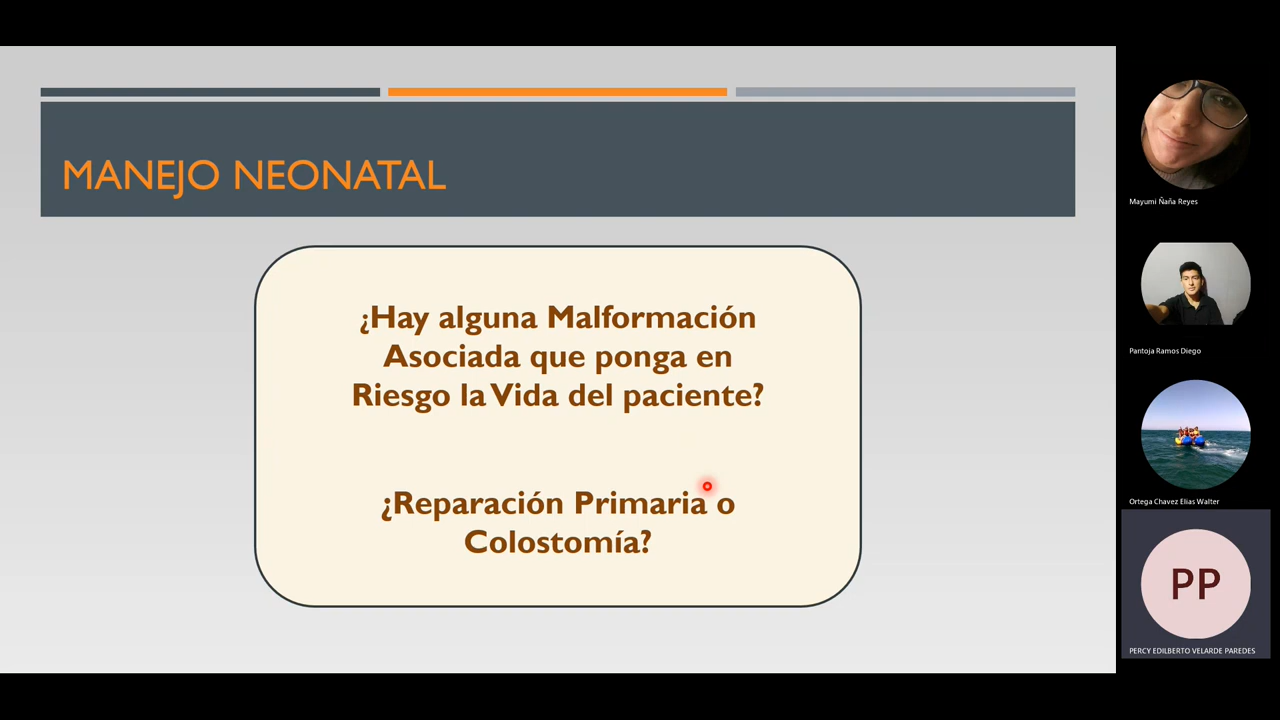 MANEJO NEONATAL
¿Hay alguna Malformación
Asociada que ponga en
Riesgo la Vida del paciente?
¿Reparación Primaria o
Colostomía?
Mayumi Ñaña Reyes
Pantoja Ramos Diego
Ortega Chavez Elias Walter
PP
PERCY EDILBERTO VELARDE PAREDES